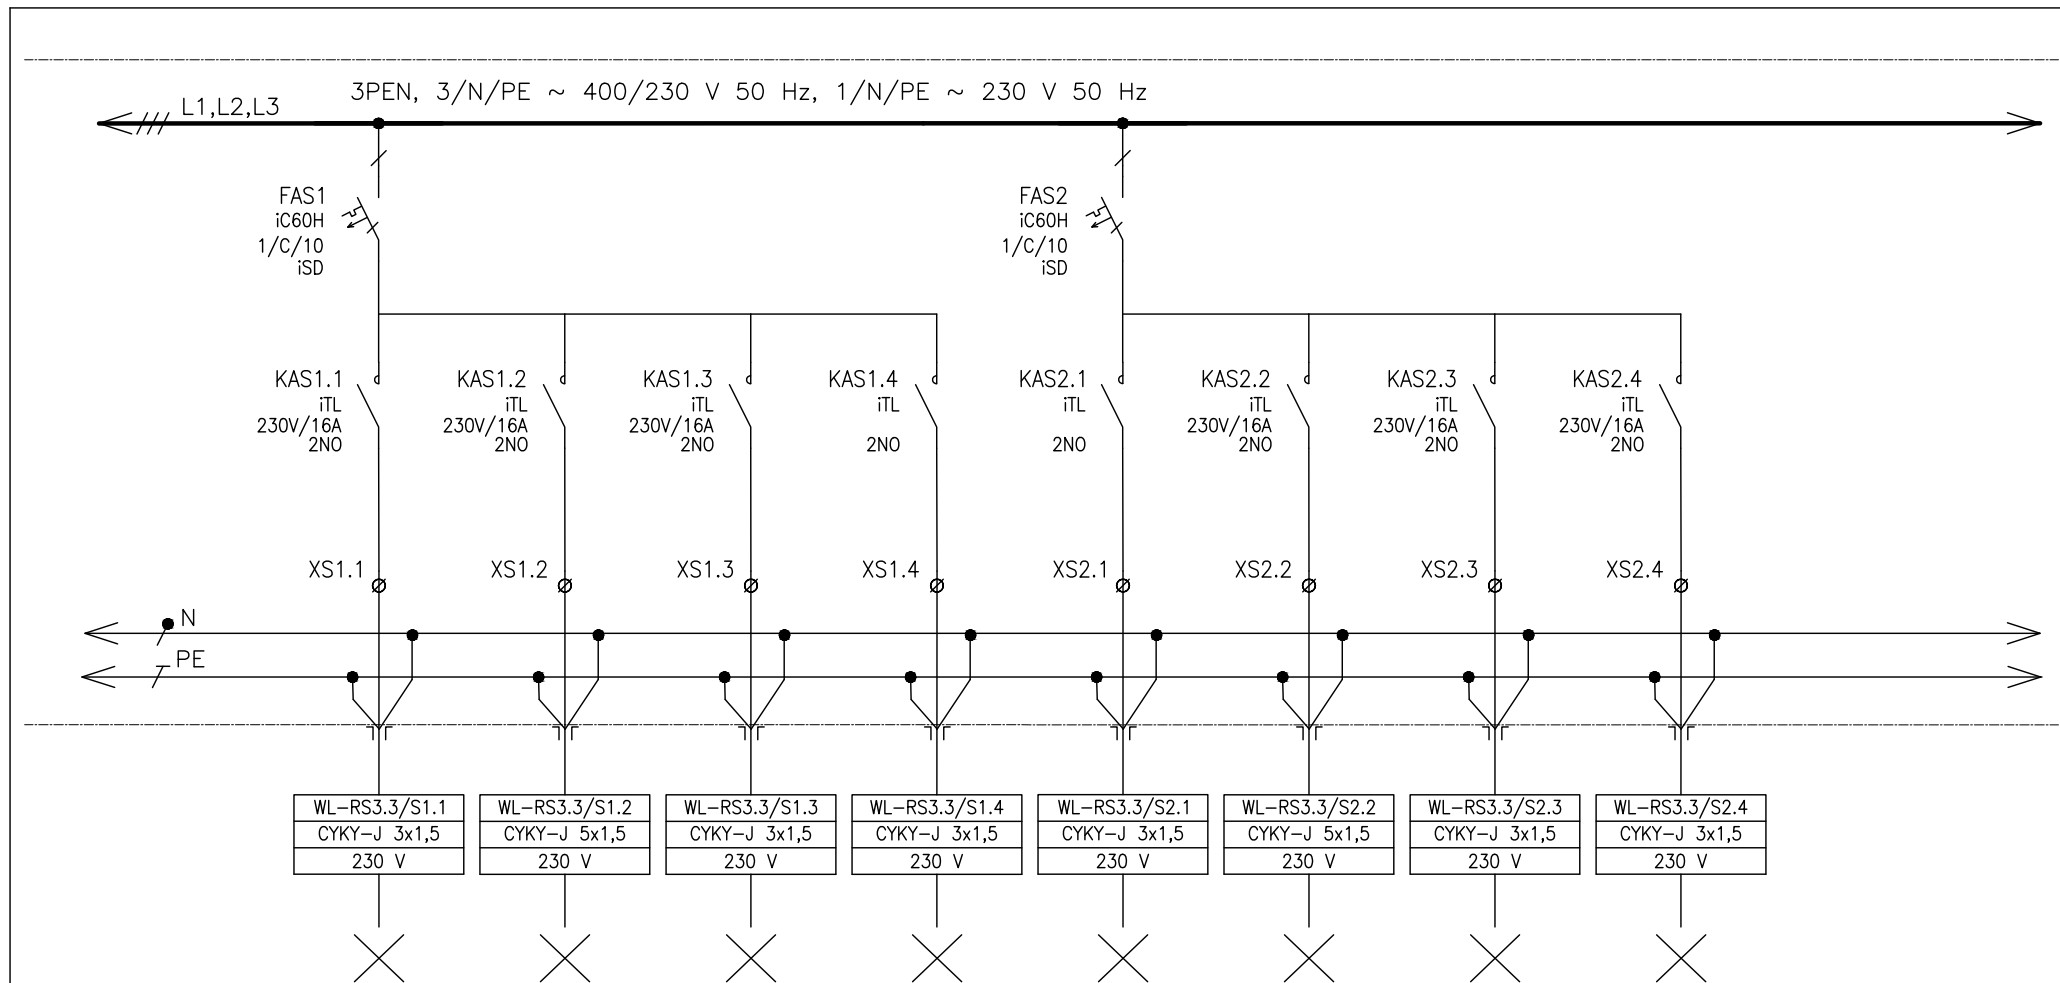 3PEN, 3/N/PE ~ 400/230 V 50 Hz, 1/N/PE ~ 230 V 50 Hz
L1,L2,L3
FAS1
iC60H
1/C/10
iSD
FAS2
iC60H
1/C/10
iSD
KAS1.1
iTL
230V/16A
2NO
KAS1.2
iTL
230V/16A
2NO
KAS1.3
iTL
230V/16A
2NO
KAS1.4
iTL
2NO
KAS2.1
iTL
2NO
KAS2.2
iTL
230V/16A
2NO
KAS2.3
iTL
230V/16A
2NO
KAS2.4
iTL
230V/16A
2NO
XS1.1
XS1.2
XS1.3
XS1.4
XS2.1
XS2.2
XS2.3
XS2.4
N
PE
WL-RS3.3/S1.1
CYKY-J 3x1,5
230 V
WL-RS3.3/S1.2
CYKY-J 5x1,5
230 V
WL-RS3.3/S1.3
CYKY-J 3x1,5
230 V
WL-RS3.3/S1.4
CYKY-J 3x1,5
230 V
WL-RS3.3/S2.1
CYKY-J 3x1,5
230 V
WL-RS3.3/S2.2
CYKY-J 5x1,5
230 V
WL-RS3.3/S2.3
CYKY-J 3x1,5
230 V
WL-RS3.3/S2.4
CYKY-J 3x1,5
230 V